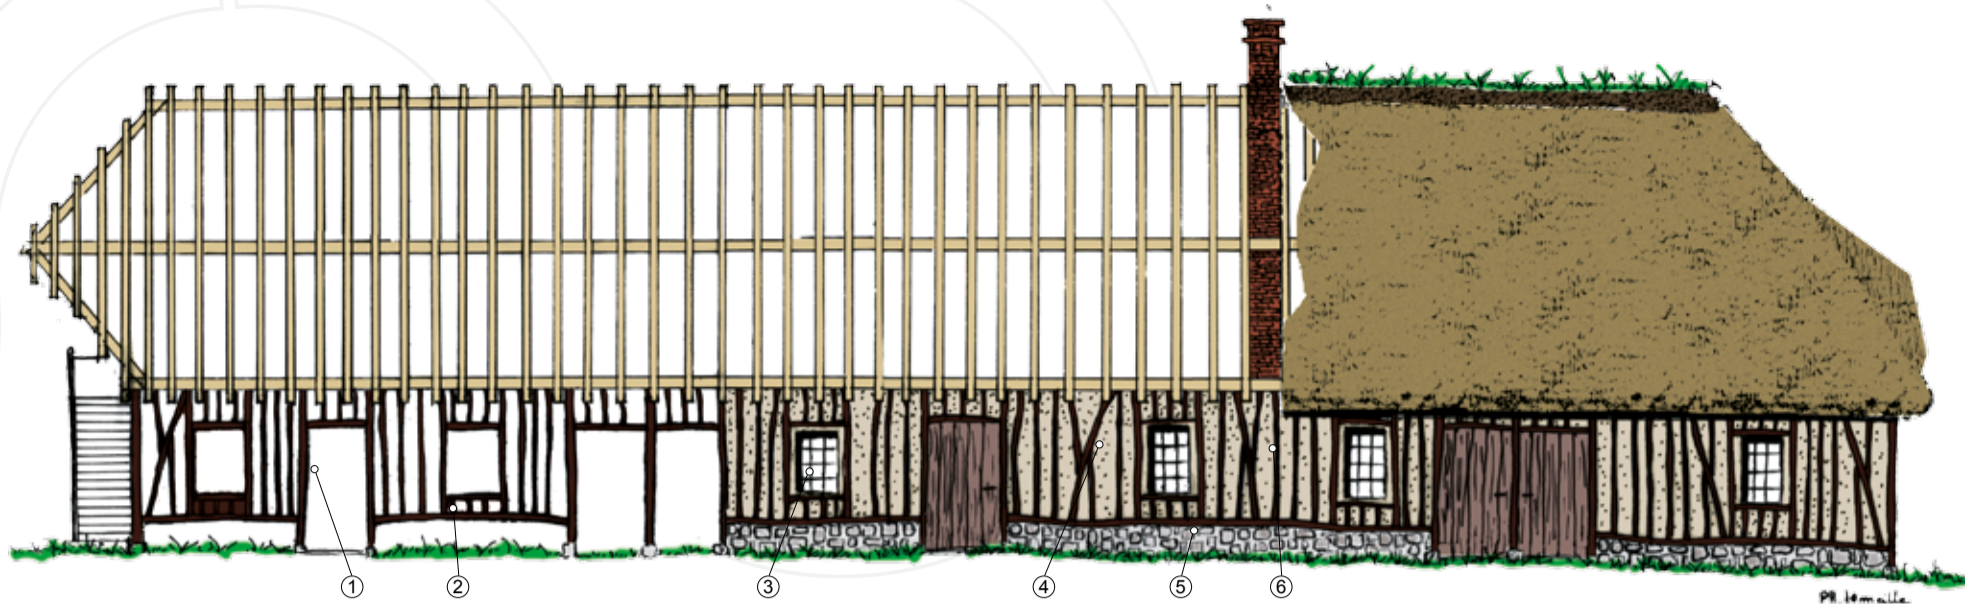 ① ② ③ ④ ⑤ ⑥